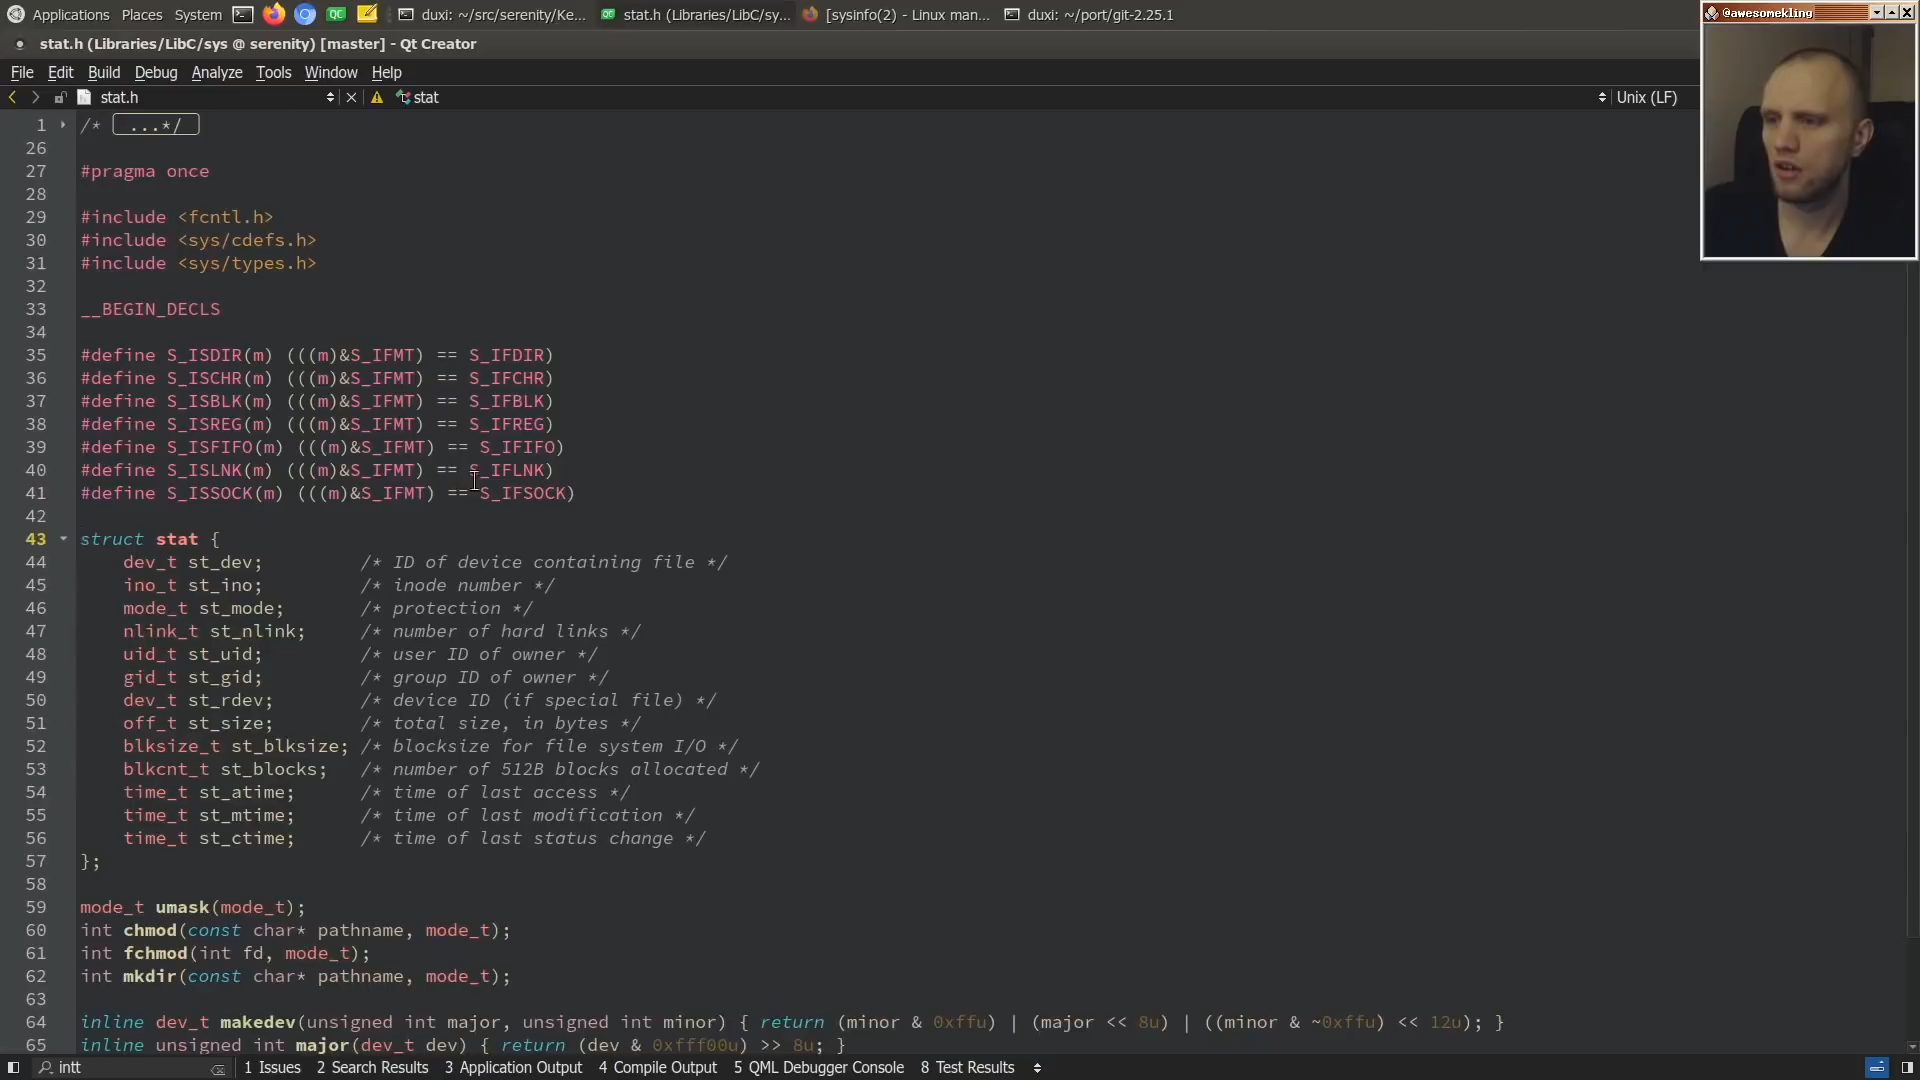 Applications Places System duxi: ~/src/serenity/Ke... stat.h (Libraries/LibC/sy... [sysinfo(2) - Linux man... duxi: ~/port/git-2.25.1
@awesomekling
stat.h (Libraries/LibC/sys @ serenity) [master] - Qt Creator
File Edit Build Debug Analyze Tools Window Help
stat.h stat Unix (LF)
1 /* ...*/
26
27 #pragma once
28
29 #include <fcntl.h>
30 #include <sys/cdefs.h>
31 #include <sys/types.h>
32
33 __BEGIN_DECLS
34
35 #define S_ISDIR(m) (((m)&S_IFMT) == S_IFDIR)
36 #define S_ISCHR(m) (((m)&S_IFMT) == S_IFCHR)
37 #define S_ISBLK(m) (((m)&S_IFMT) == S_IFBLK)
38 #define S_ISREG(m) (((m)&S_IFMT) == S_IFREG)
39 #define S_ISFIFO(m) (((m)&S_IFMT) == S_IFIFO)
40 #define S_ISLNK(m) (((m)&S_IFMT) == S_IFLNK)
41 #define S_ISSOCK(m) (((m)&S_IFMT) == S_IFSOCK)
42
43 struct stat {
44 dev_t st_dev; /* ID of device containing file */
45 ino_t st_ino; /* inode number */
46 mode_t st_mode; /* protection */
47 nlink_t st_nlink; /* number of hard links */
48 uid_t st_uid; /* user ID of owner */
49 gid_t st_gid; /* group ID of owner */
50 dev_t st_rdev; /* device ID (if special file) */
51 off_t st_size; /* total size, in bytes */
52 blksize_t st_blksize; /* blocksize for file system I/O */
53 blkcnt_t st_blocks; /* number of 512B blocks allocated */
54 time_t st_atime; /* time of last access */
55 time_t st_mtime; /* time of last modification */
56 time_t st_ctime; /* time of last status change */
57 };
58
59 mode_t umask(mode_t);
60 int chmod(const char* pathname, mode_t);
61 int fchmod(int fd, mode_t);
62 int mkdir(const char* pathname, mode_t);
63
64 inline dev_t makedev(unsigned int major, unsigned int minor) { return (minor & 0xffu) | (major << 8u) | ((minor & ~0xffu) << 12u); }
65 inline unsigned int major(dev_t dev) { return (dev & 0xfff00u) >> 8u; }
intt 1 Issues 2 Search Results 3 Application Output 4 Compile Output 5 QML Debugger Console 8 Test Results